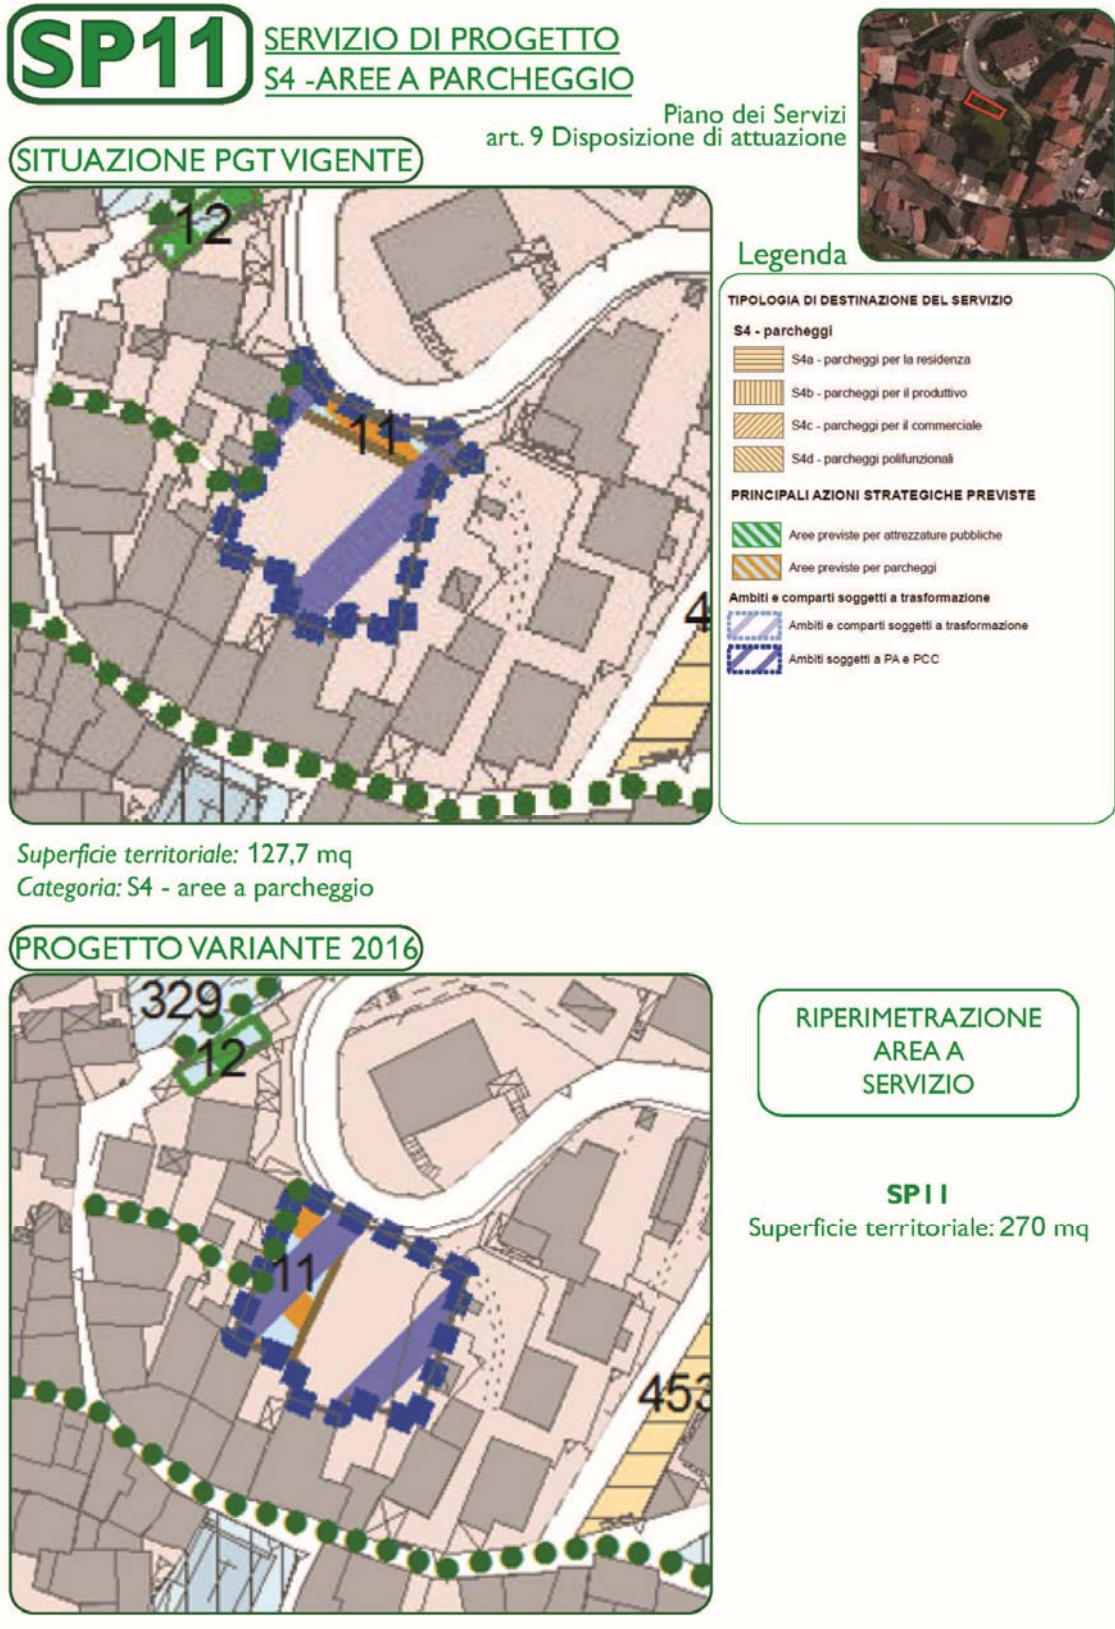 SP11
SERVIZIO DI PROGETTO
S4 -AREE A PARCHEGGIO
Piano dei Servizi
art. 9 Disposizione di attuazione
SITUAZIONE PGT VIGENTE
12
11
4
Legenda
TIPOLOGIA DI DESTINAZIONE DEL SERVIZIO
S4 - parcheggi
S4a - parcheggi per la residenza
S4b - parcheggi per il produttivo
S4c - parcheggi per il commerciale
S4d - parcheggi polifunzionali
PRINCIPALI AZIONI STRATEGICHE PREVISTE
Aree previste per attrezzature pubbliche
Aree previste per parcheggi
Ambiti e comparti soggetti a trasformazione
Ambiti e comparti soggetti a trasformazione
Ambiti soggetti a PA e PCC
Superficie territoriale: 127,7 mq
Categoria: S4 - aree a parcheggio
PROGETTO VARIANTE 2016
329
12
11
453
RIPERIMETRAZIONE
AREA A
SERVIZIO
SP11
Superficie territoriale: 270 mq